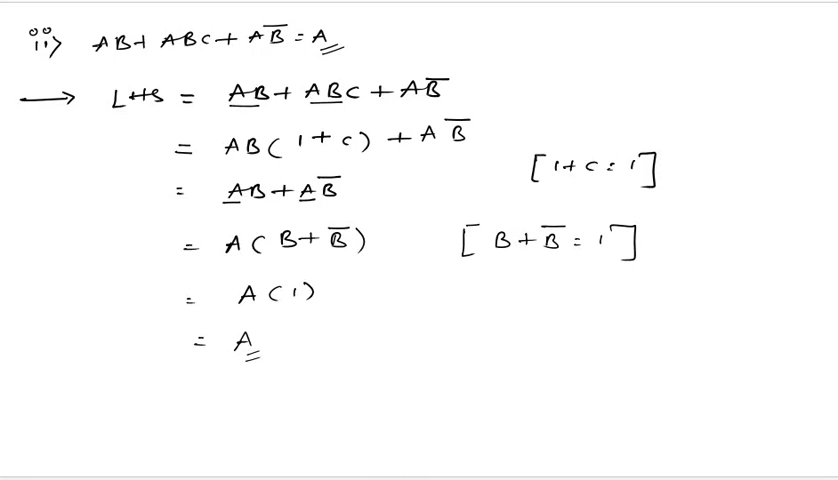 ii) AB + ABC + AB̅ = A
→ LHS = AB + ABC + AB̅
= AB(1+C) + AB̅
[1+C=1]
= AB + AB̅
= A(B+B̅) [B+B̅=1]
= A(1)
= A